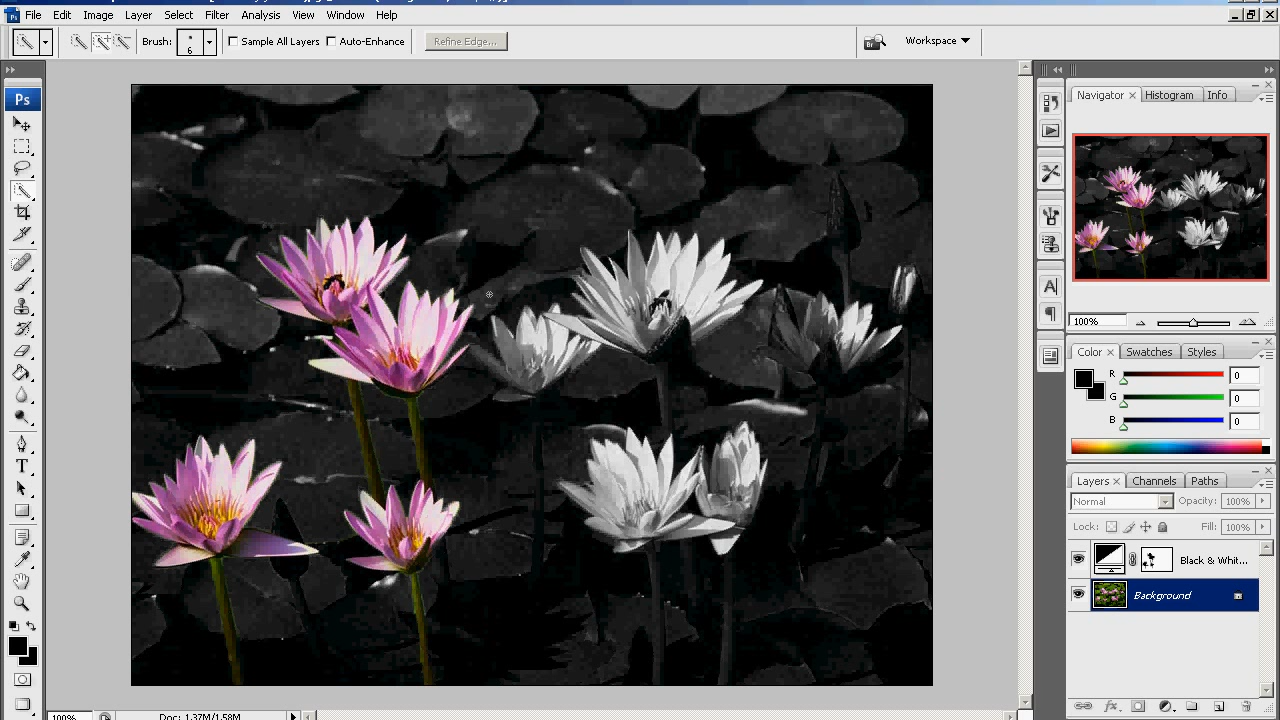 File Edit Image Layer Select Filter Analysis View Window Help
Brush: 6 Sample All Layers Auto-Enhance Refine Edge... Br Workspace
Ps
Navigator Histogram Info
100%
Color Swatches Styles
R 0
G 0
B 0
Layers Channels Paths
Normal Opacity: 100%
Lock: Fill: 100%
Black & Whit...
Background
100% Doc: 1.37M/1.58M